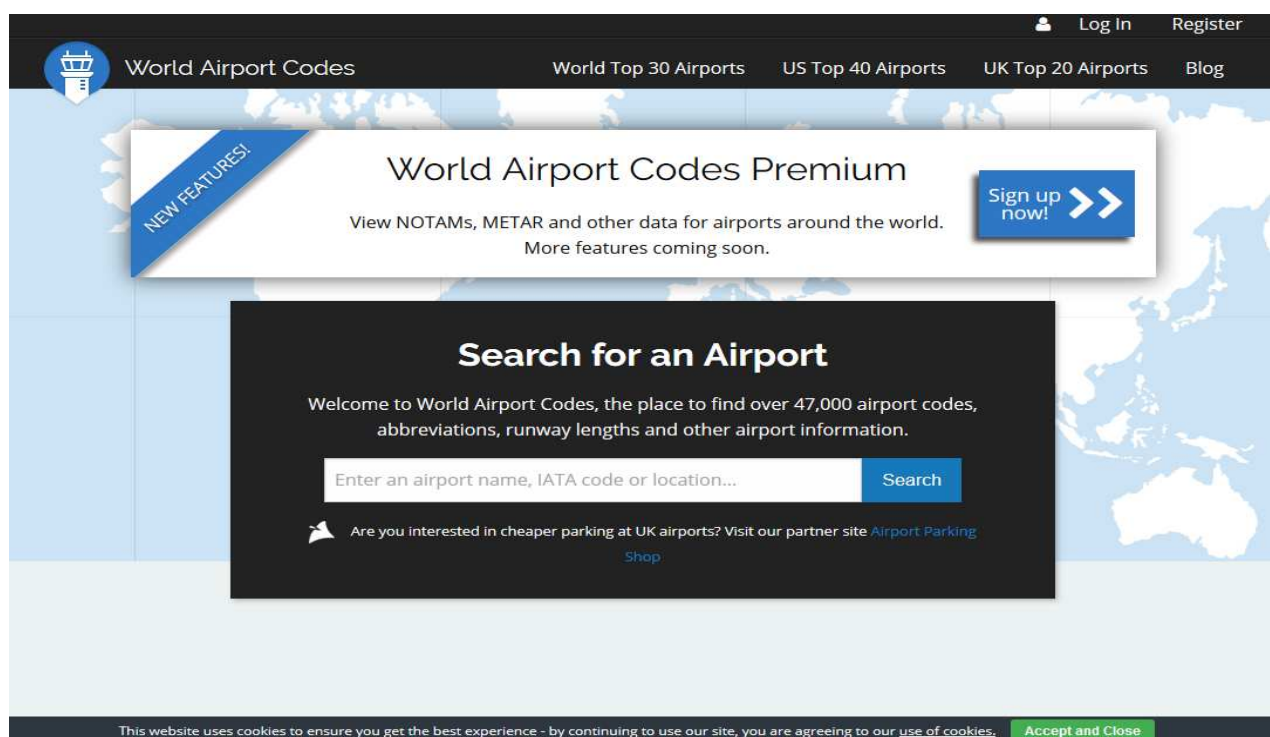 Log In Register
World Airport Codes World Top 30 Airports US Top 40 Airports UK Top 20 Airports Blog
NEW FEATURES!
World Airport Codes Premium
View NOTAMs, METAR and other data for airports around the world.
More features coming soon.
Sign up
now!
Search for an Airport
Welcome to World Airport Codes, the place to find over 47,000 airport codes,
abbreviations, runway lengths and other airport information.
Enter an airport name, IATA code or location... Search
Are you interested in cheaper parking at UK airports? Visit our partner site Airport Parking
Shop
This website uses cookies to ensure you get the best experience - by continuing to use our site, you are agreeing to our use of cookies. Accept and Close